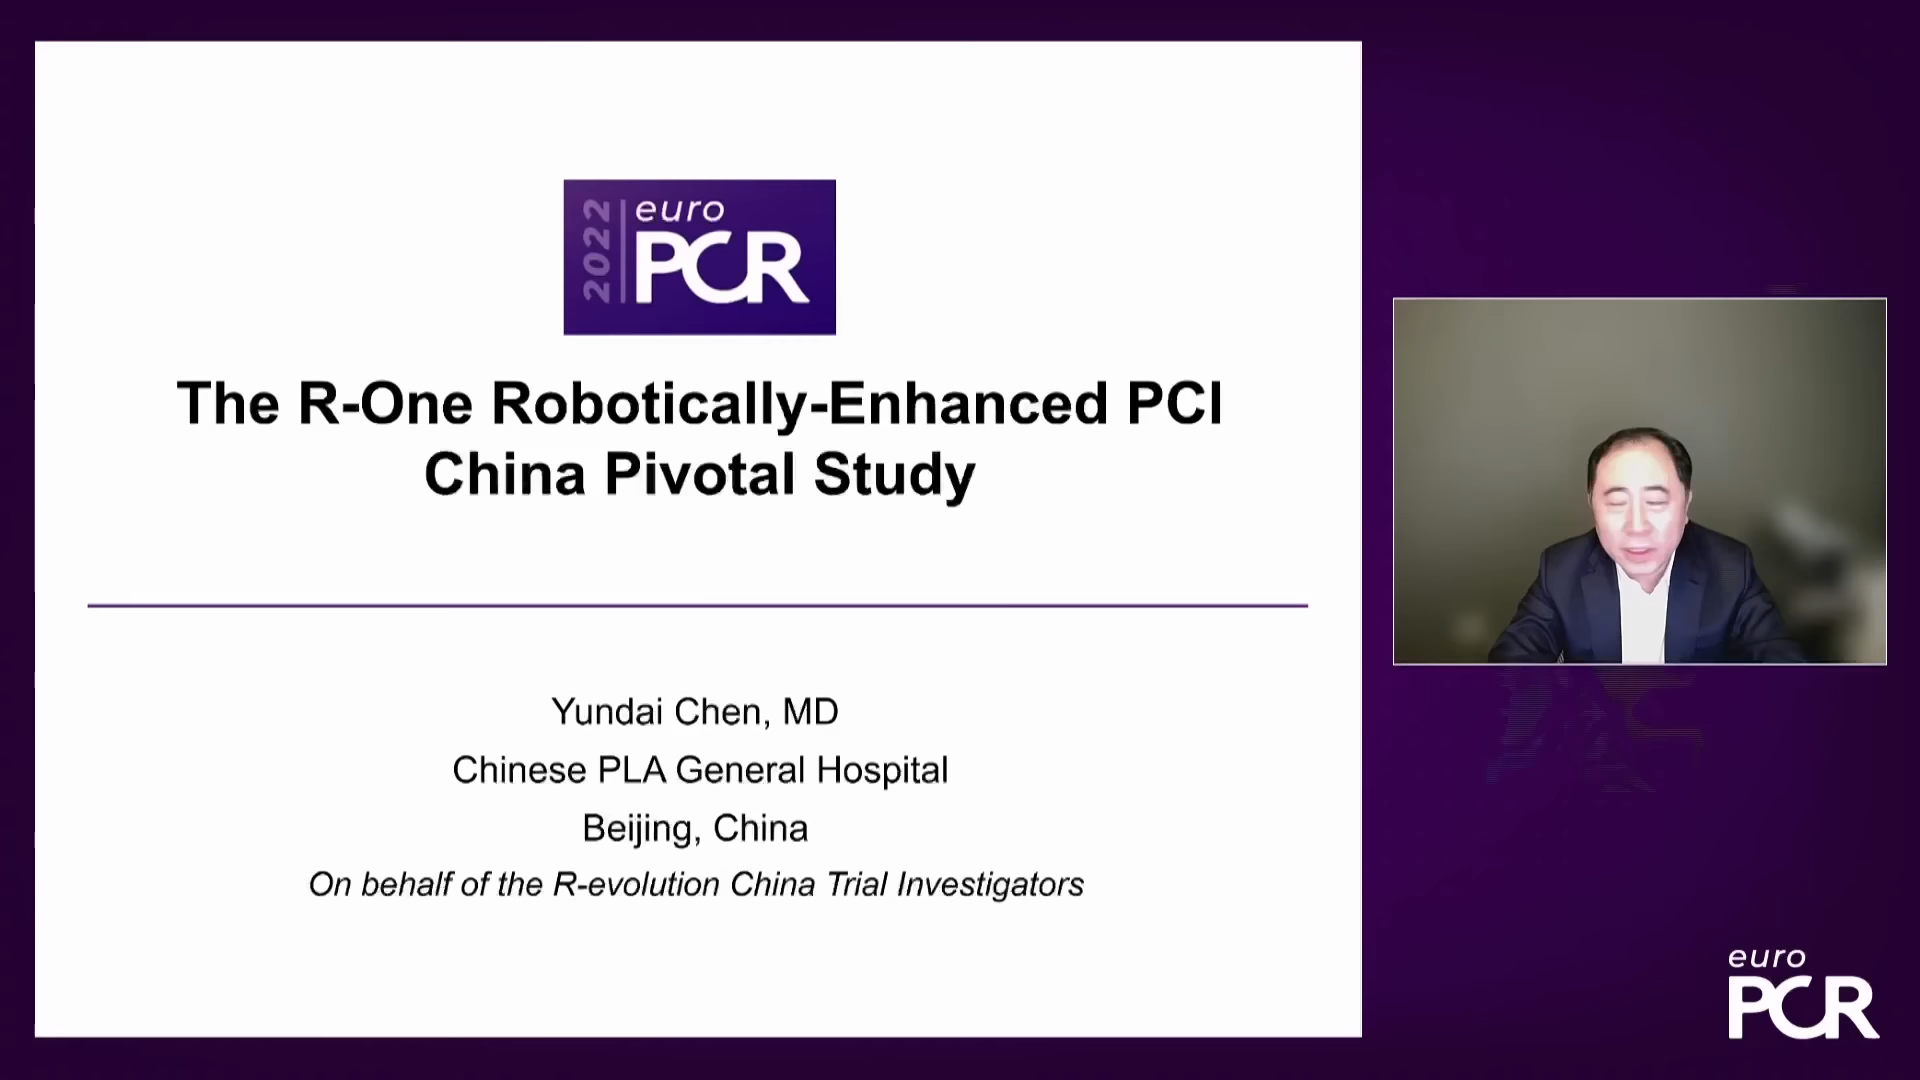 2022
euro
PCR
The R-One Robotically-Enhanced PCI
China Pivotal Study
Yundai Chen, MD
Chinese PLA General Hospital
Beijing, China
On behalf of the R-evolution China Trial Investigators
euro
PCR